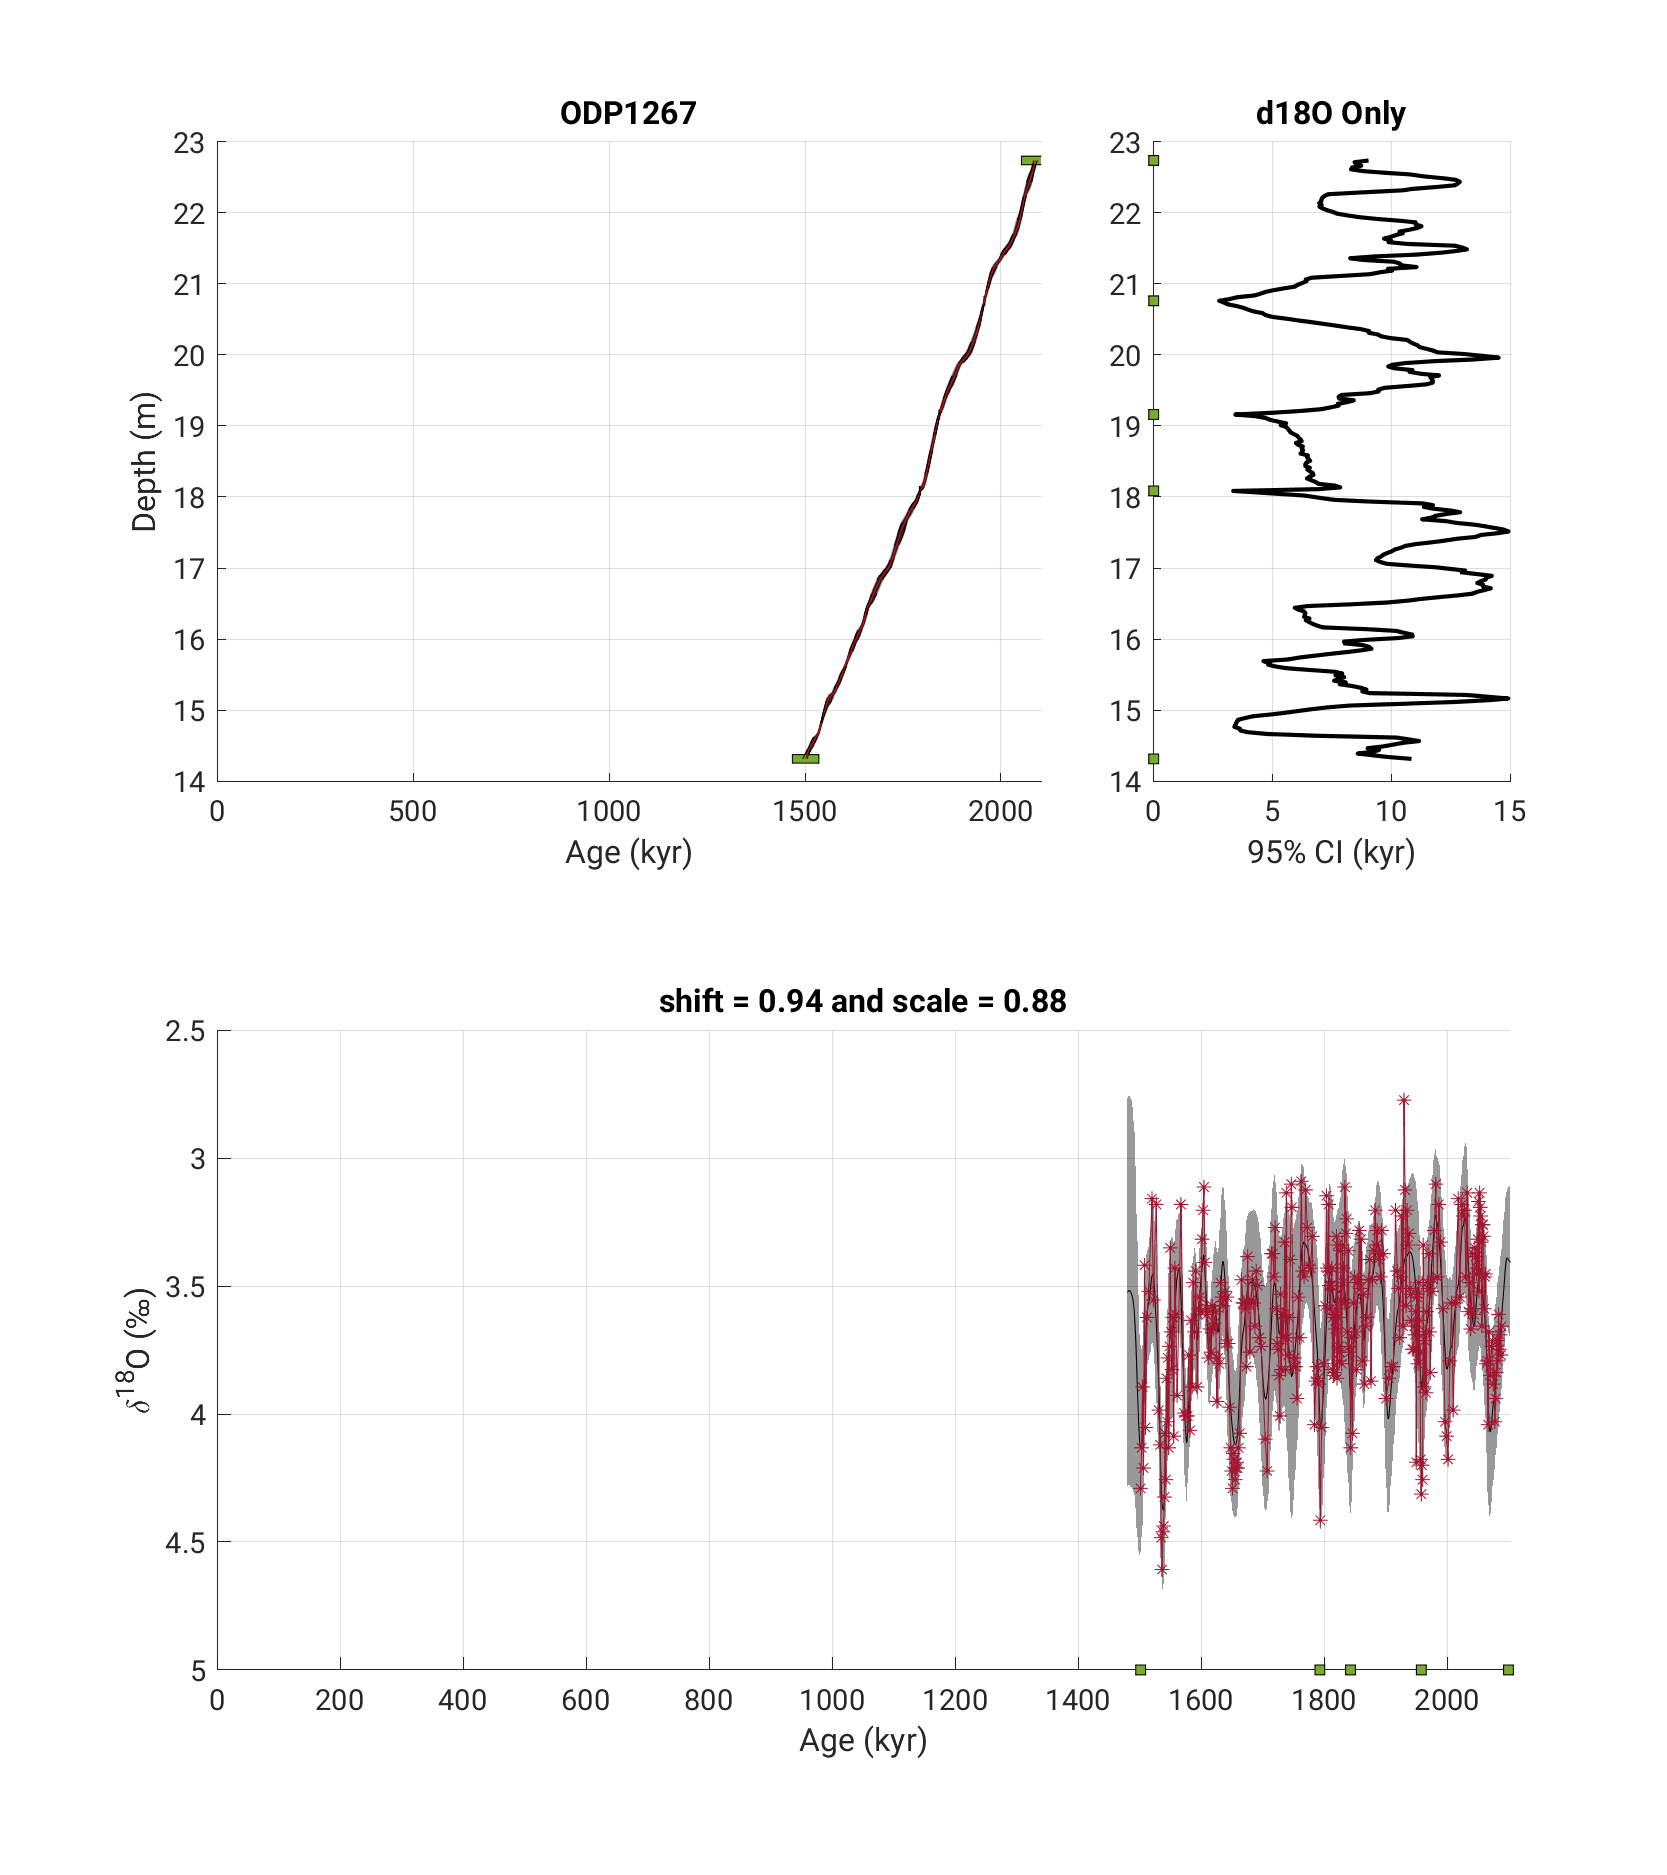 ODP1267
23
22
21
20
19
18
17
16
15
14
Depth (m)
0 500 1000 1500 2000
Age (kyr)
d18O Only
23
22
21
20
19
18
17
16
15
14
0 5 10 15
95% CI (kyr)
shift = 0.94 and scale = 0.88
2.5
3
3.5
4
4.5
5
δ¹⁸O (‰)
0 200 400 600 800 1000 1200 1400 1600 1800 2000
Age (kyr)